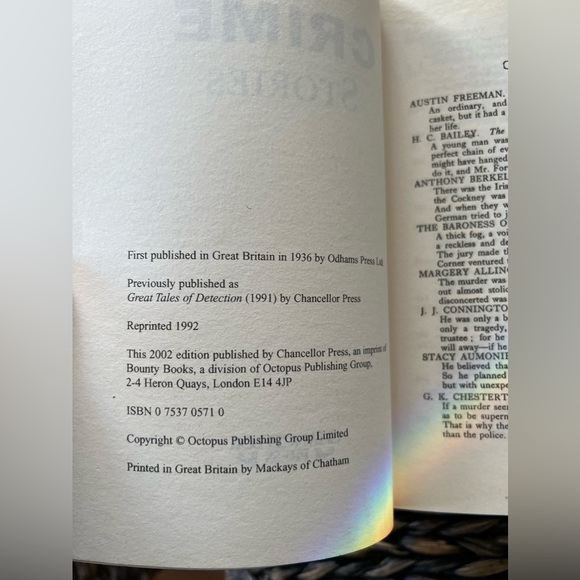 CRIME
STORIES
First published in Great Britain in 1936 by Odhams Press Ltd
Previously published as
Great Tales of Detection (1991) by Chancellor Press
Reprinted 1992
This 2002 edition published by Chancellor Press, an imprint of
Bounty Books, a division of Octopus Publishing Group,
2-4 Heron Quays, London E14 4JP
ISBN 0 7537 0571 0
Copyright © Octopus Publishing Group Limited
Printed in Great Britain by Mackays of Chatham
C
AUSTIN FREEMAN.
An ordinary, and
casket, but it had a
her life.
H. C. BAILEY. The
A young man was
perfect chain of ev
might have hanged
do it, and Mr. For
ANTHONY BERKEL
There was the Iris
the Cockney was
And when they w
German tried to j
THE BARONESS O
A thick fog, a voi
a reckless and de
The jury made t
Corner ventured
MARGERY ALLIN
The murder was
out almost stolic
disconcerted was
J. J. CONNINGTO
He was only a b
only a tragedy,
trustee ; for he
will away—if he
STACY AUMONIE
He believed tha
So he planned
but with unexpe
G. K. CHESTERT
If a murder seer
as to be supern
That is why the
than the police.